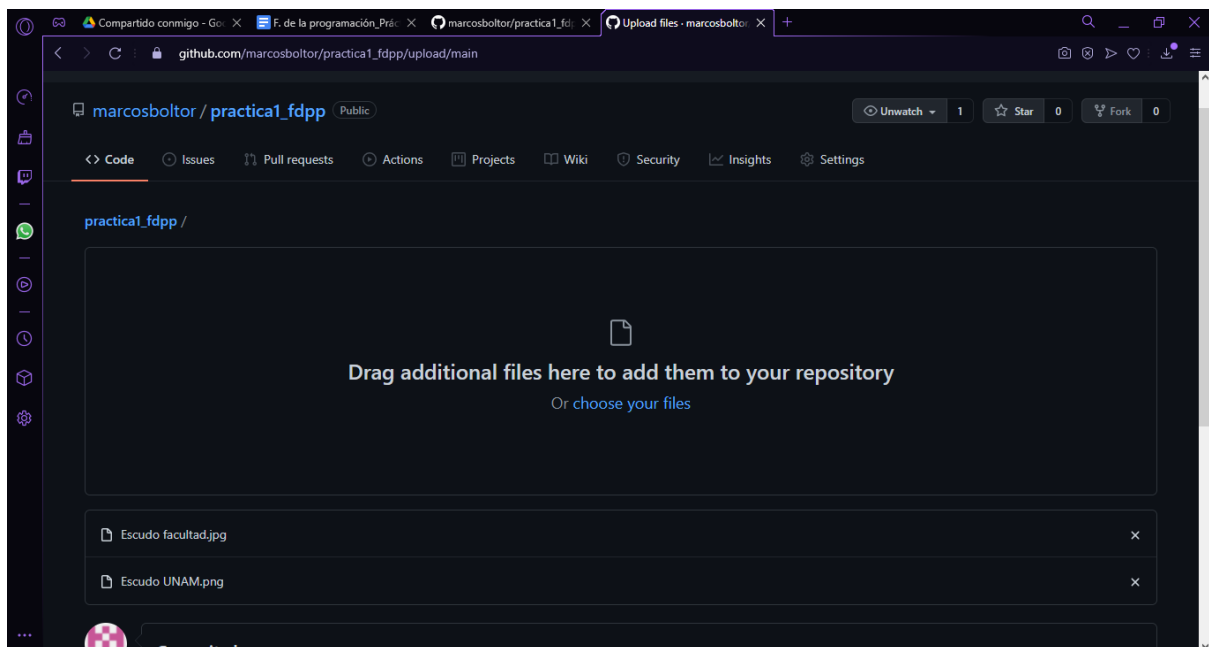 Compartido conmigo - Goo
F. de la programación_Prác
marcosboltor/practica1_fdp
Upload files · marcosboltor
github.com/marcosboltor/practica1_fdpp/upload/main
marcosboltor / practica1_fdpp Public
Unwatch 1 Star 0 Fork 0
Code Issues Pull requests Actions Projects Wiki Security Insights Settings
practica1_fdpp /
Drag additional files here to add them to your repository
Or choose your files
Escudo facultad.jpg
Escudo UNAM.png